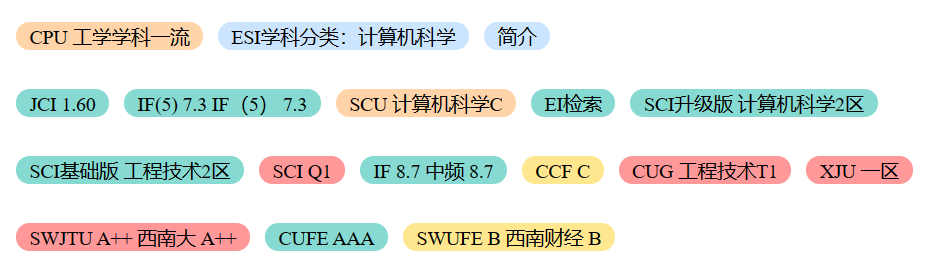 CPU 工学学科一流 ESI学科分类：计算机科学 简介
JCI 1.60 IF(5) 7.3 IF（5） 7.3 SCU 计算机科学C EI检索 SCI升级版 计算机科学2区
SCI基础版 工程技术2区 SCI Q1 IF 8.7 中频 8.7 CCF C CUG 工程技术T1 XJU 一区
SWJTU A++ 西南大 A++ CUFE AAA SWUFE B 西南财经 B